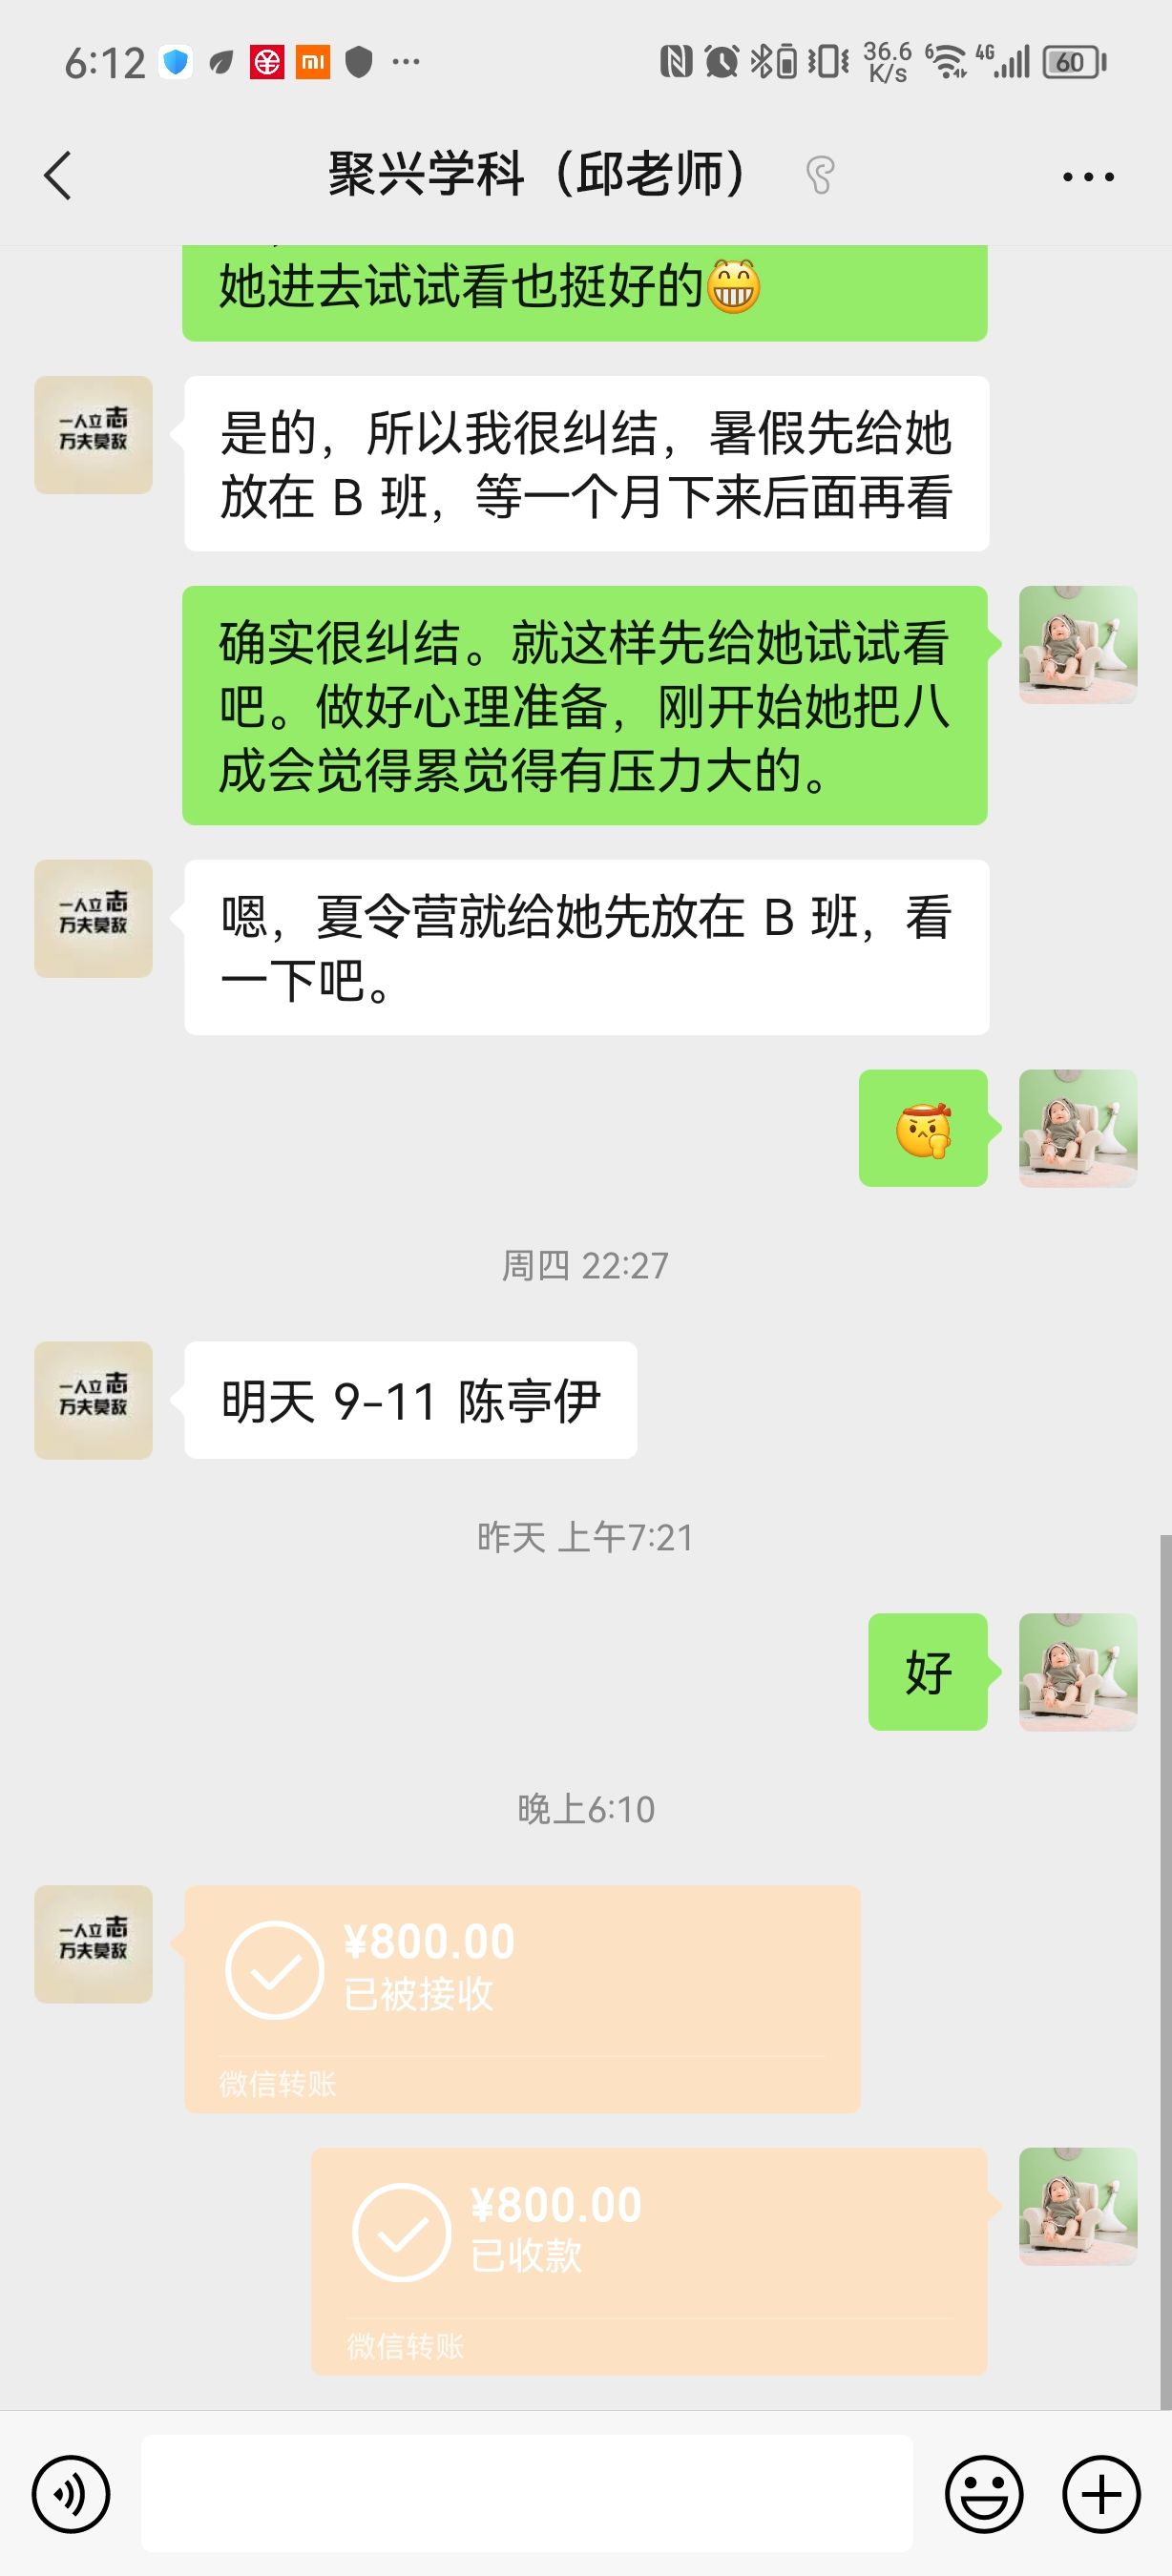 6:12
36.6
K/s
6
4G
60
聚兴学科（邱老师）
她进去试试看也挺好的😁
一人立志
万夫莫敌
是的，所以我很纠结，暑假先给她
放在 B 班，等一个月下来后面再看
确实很纠结。就这样先给她试试看
吧。做好心理准备，刚开始她把八
成会觉得累觉得有压力大的。
一人立志
万夫莫敌
嗯，夏令营就给她先放在 B 班，看
一下吧。
周四 22:27
一人立志
万夫莫敌
明天 9-11 陈亭伊
昨天 上午7:21
好
晚上6:10
一人立志
万夫莫敌
¥800.00
已被接收
微信转账
¥800.00
已收款
微信转账